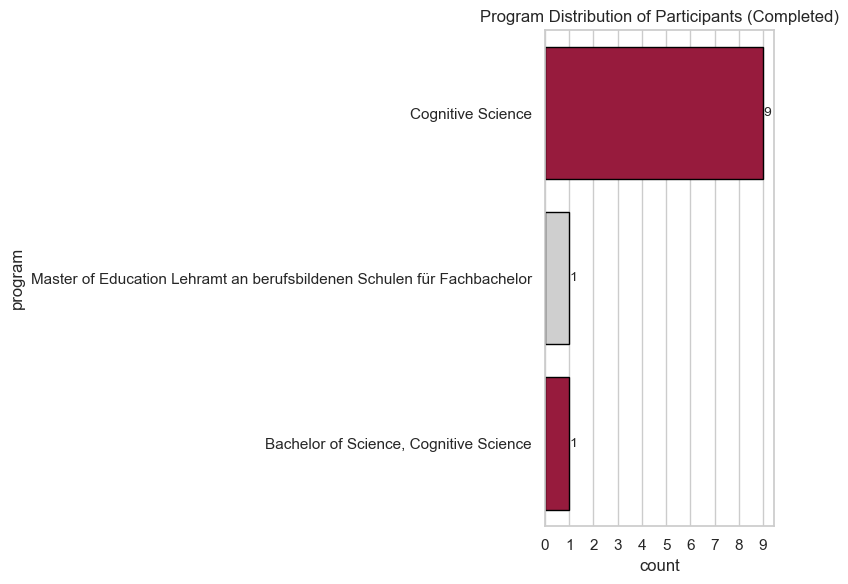 Program Distribution of Participants (Completed)
Cognitive Science
9
Master of Education Lehramt an berufsbildenen Schulen für Fachbachelor
1
Bachelor of Science, Cognitive Science
1
program
0 1 2 3 4 5 6 7 8 9
count